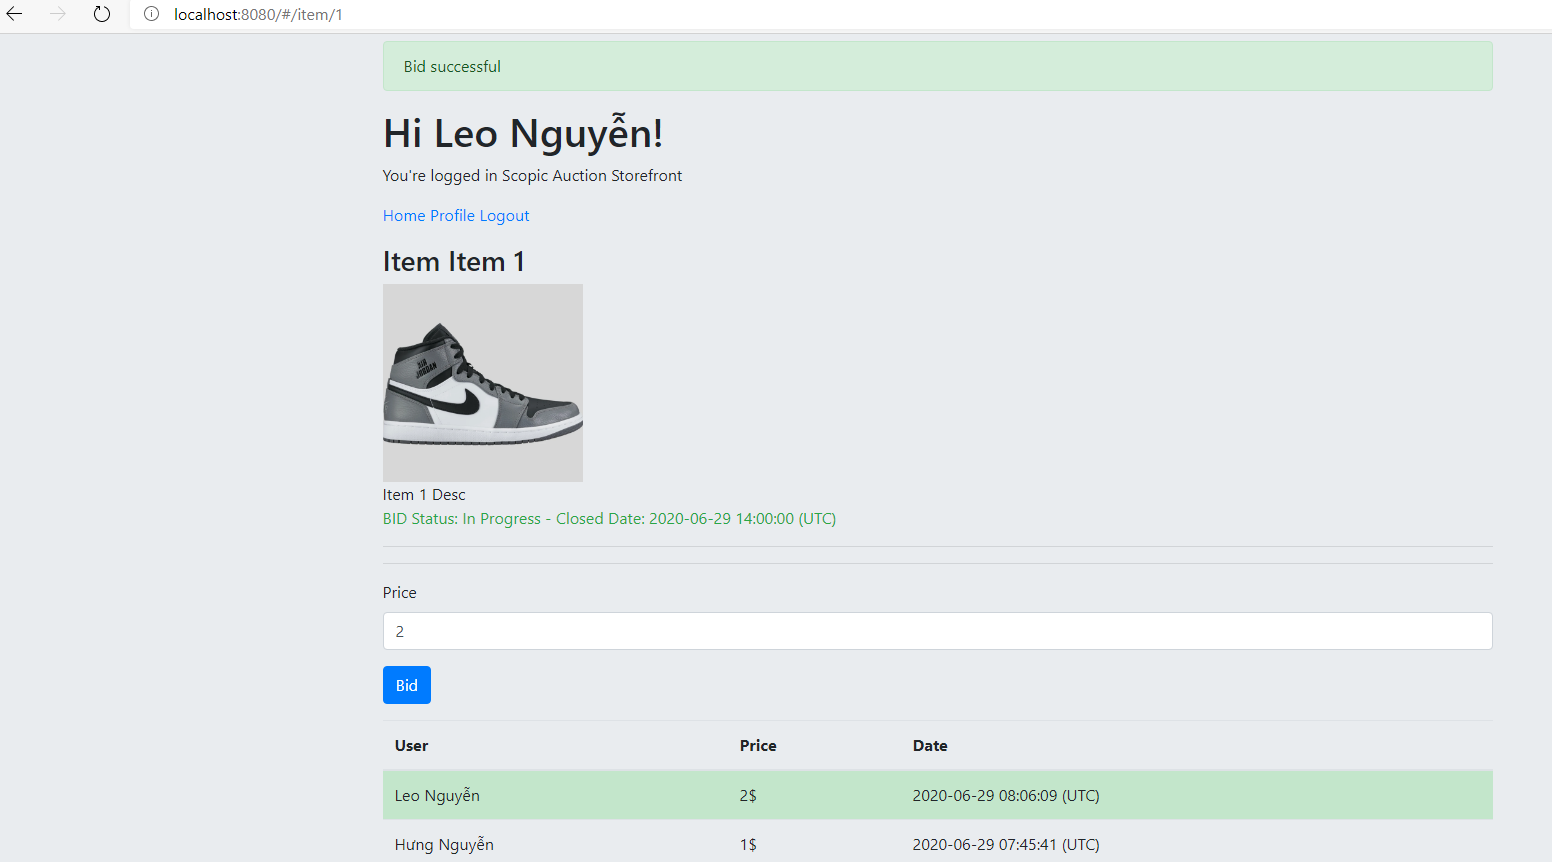 localhost:8080/#/item/1
Bid successful
Hi Leo Nguyễn!
You're logged in Scopic Auction Storefront
Home Profile Logout
Item Item 1
AIR
JORDAN
Item 1 Desc
BID Status: In Progress - Closed Date: 2020-06-29 14:00:00 (UTC)
Price
2
Bid
User Price Date
Leo Nguyễn 2$ 2020-06-29 08:06:09 (UTC)
Hưng Nguyễn 1$ 2020-06-29 07:45:41 (UTC)